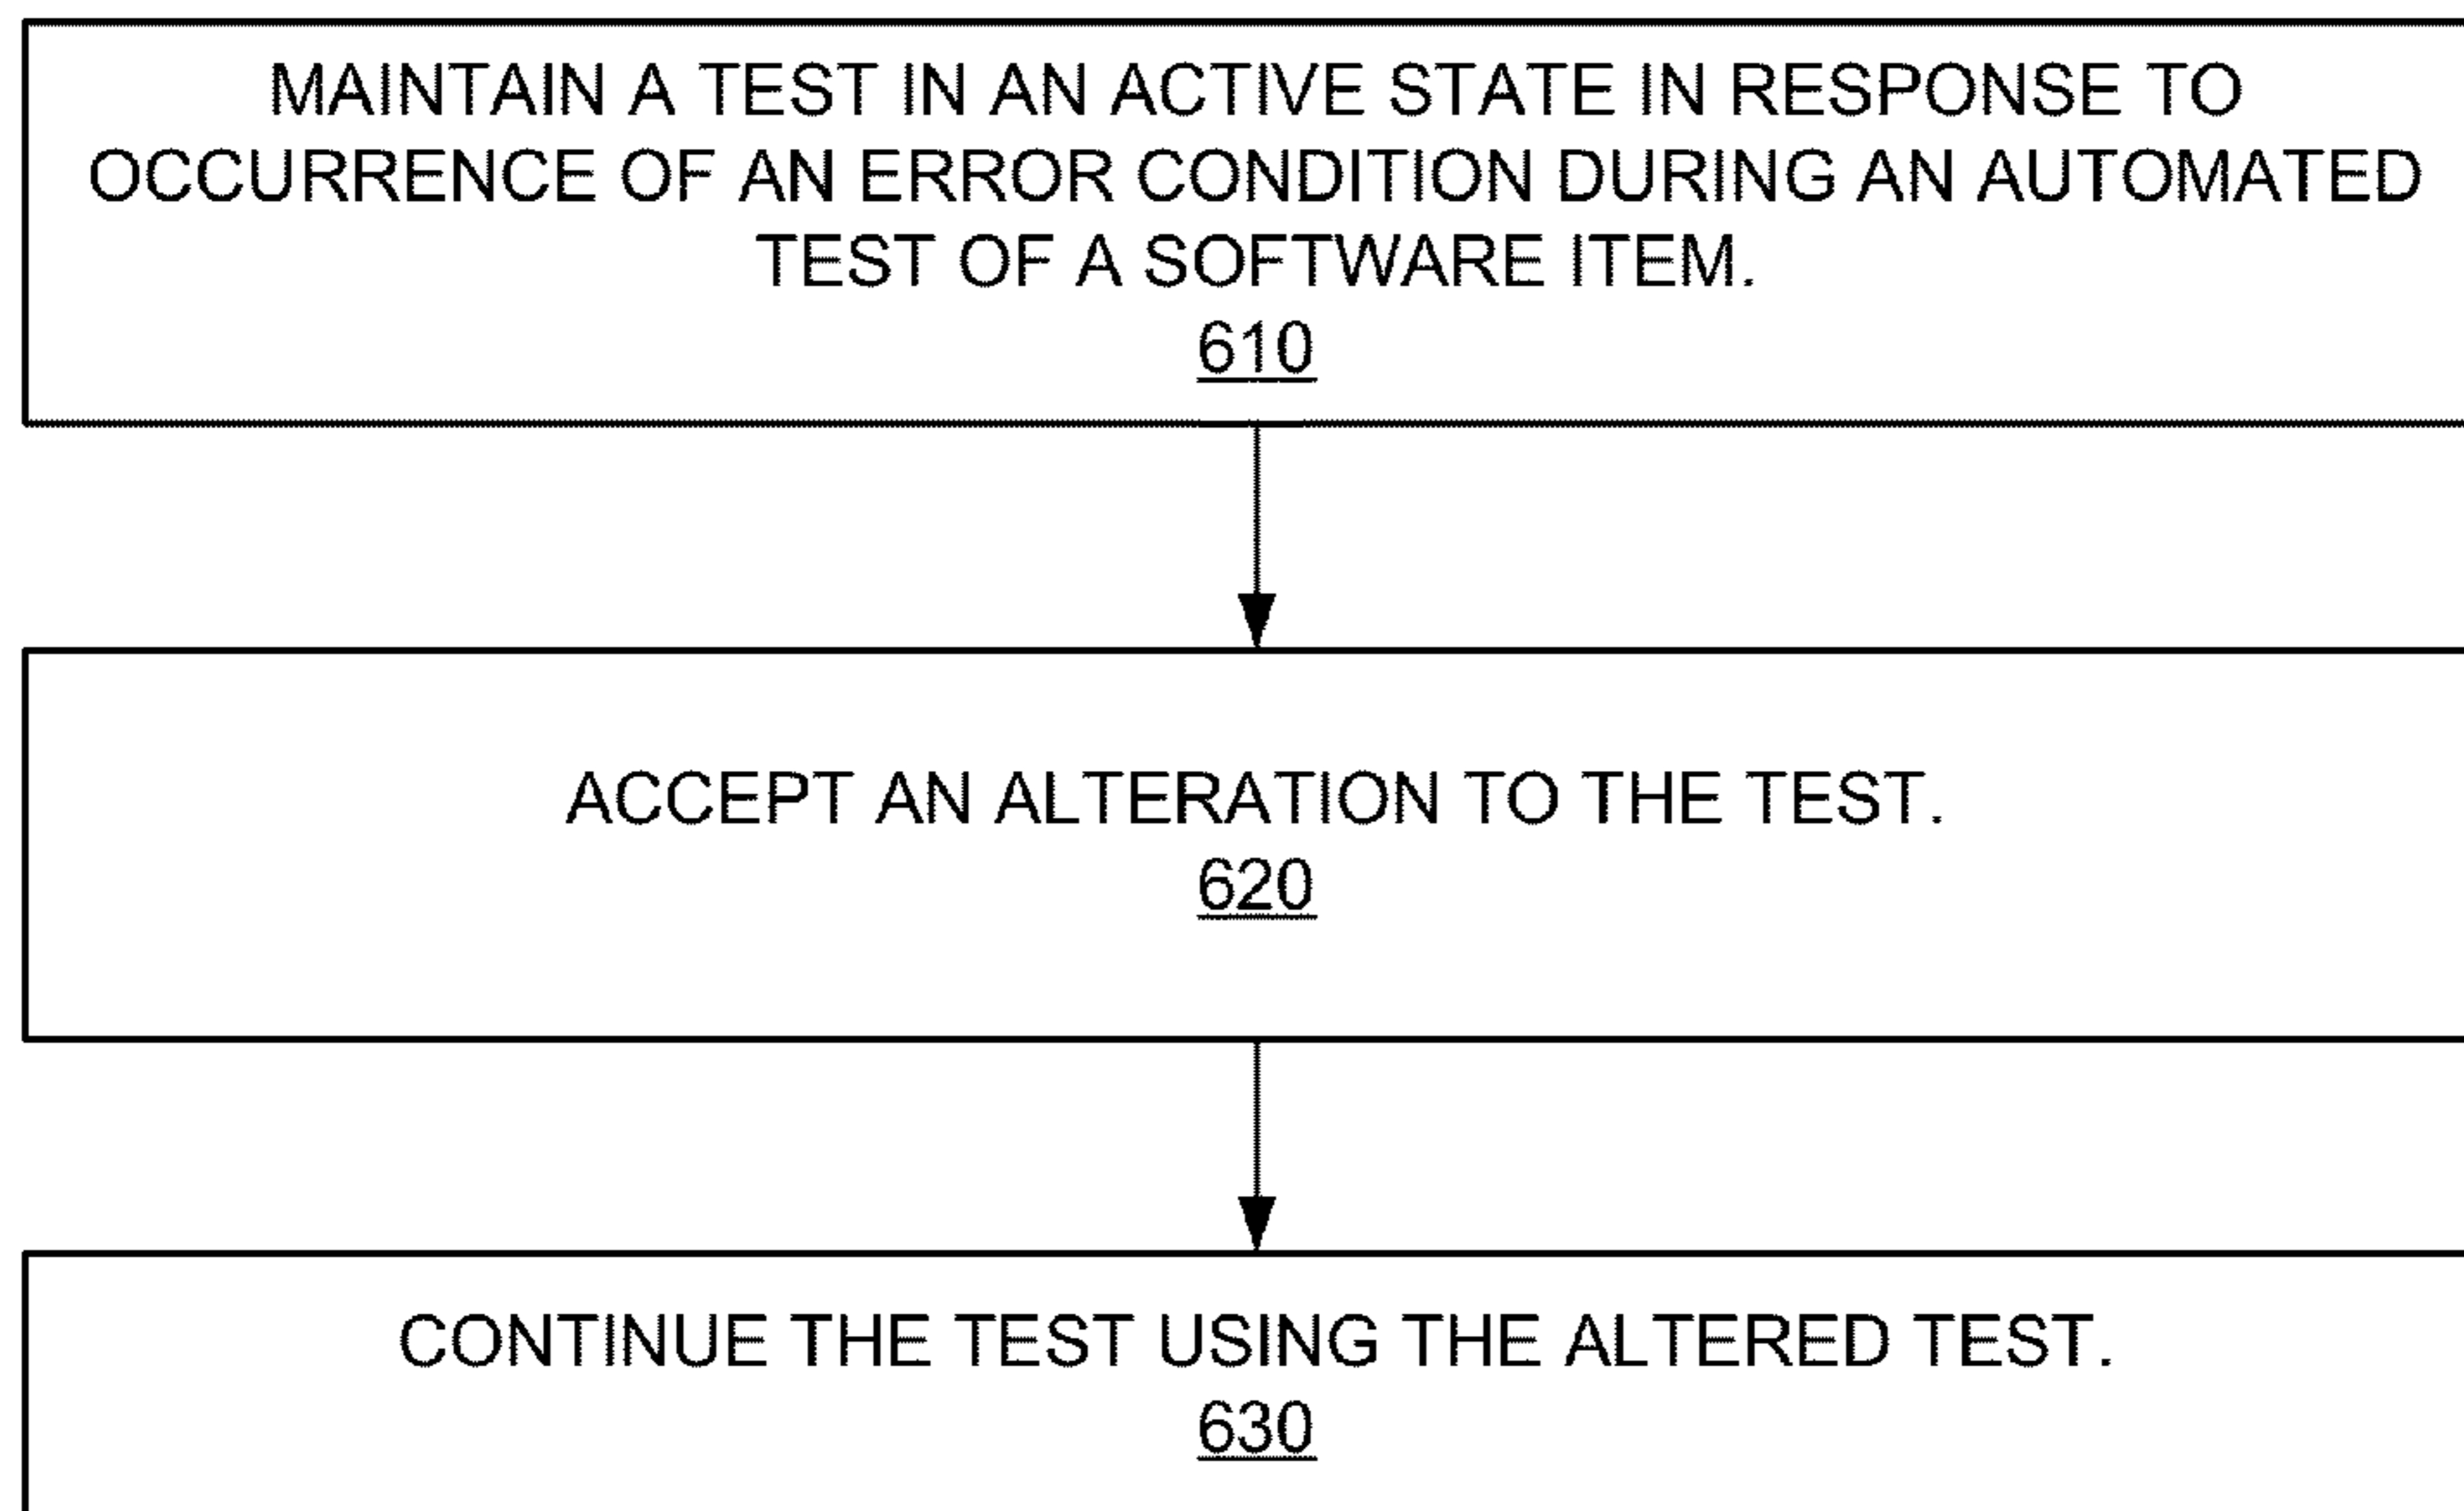 MAINTAIN A TEST IN AN ACTIVE STATE IN RESPONSE TO
OCCURRENCE OF AN ERROR CONDITION DURING AN AUTOMATED
TEST OF A SOFTWARE ITEM.
610
ACCEPT AN ALTERATION TO THE TEST.
620
CONTINUE THE TEST USING THE ALTERED TEST.
630